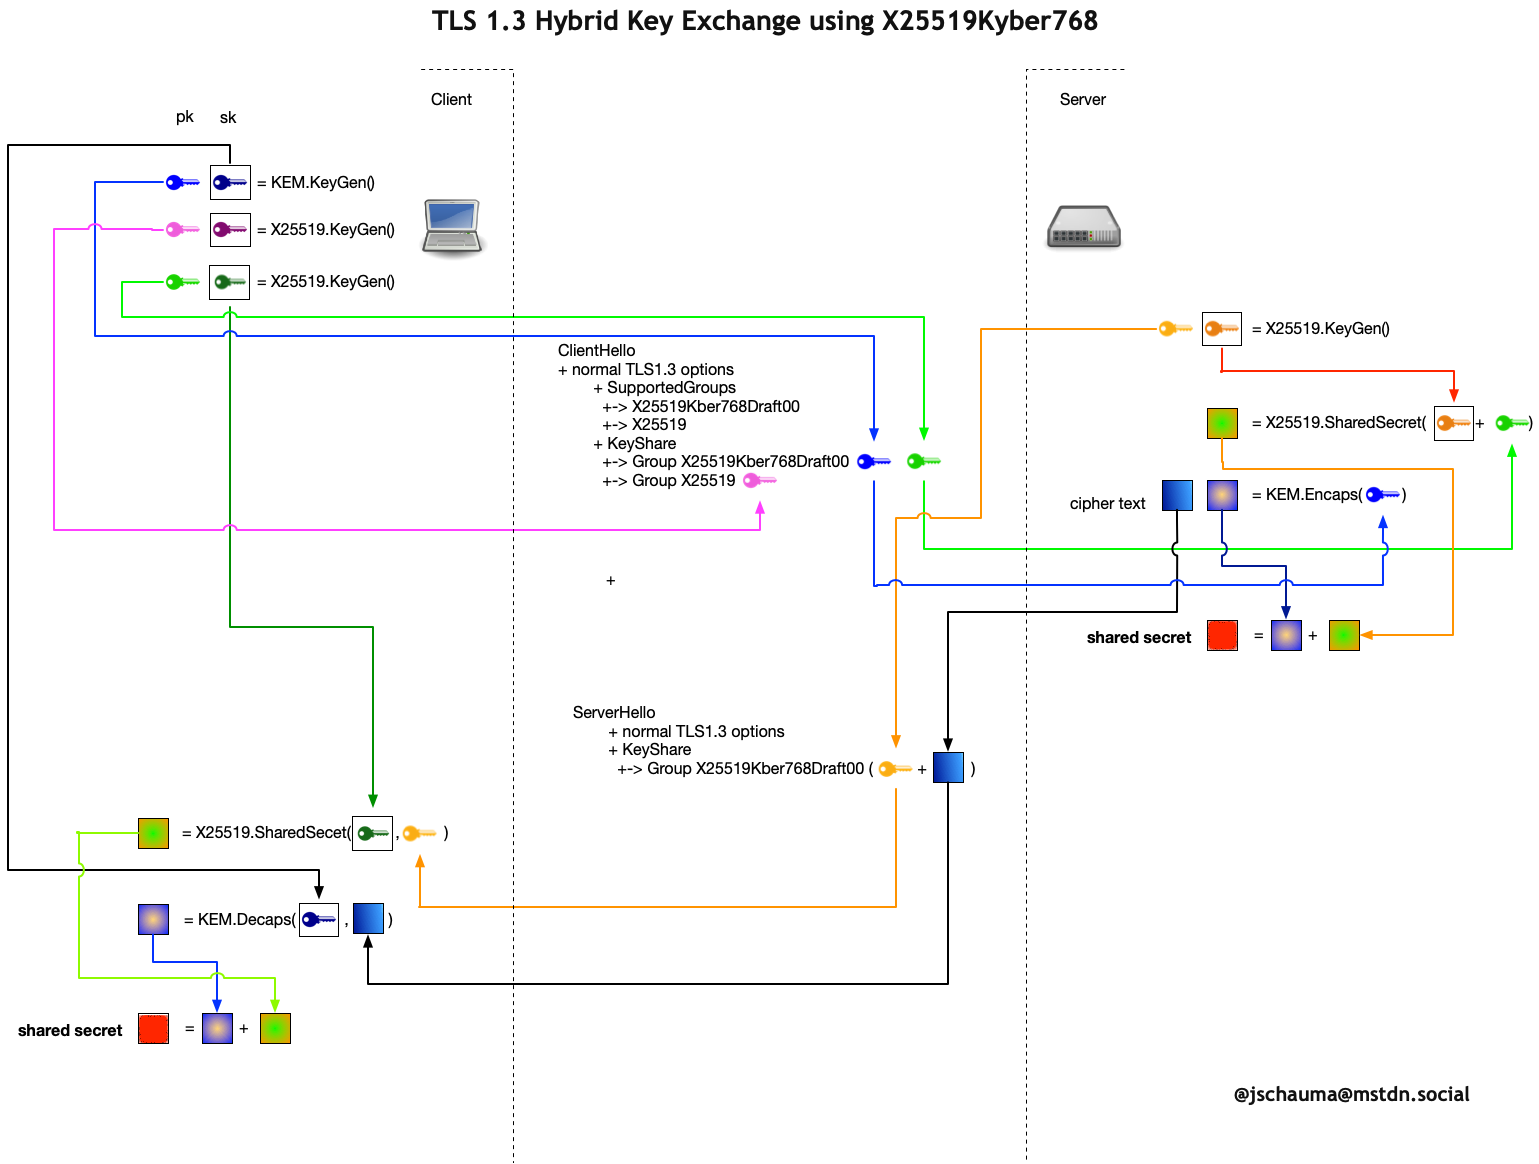 TLS 1.3 Hybrid Key Exchange using X25519Kyber768
Client
Server
pk sk
= KEM.KeyGen()
= X25519.KeyGen()
= X25519.KeyGen()
= X25519.KeyGen()
ClientHello
+ normal TLS1.3 options
+ SupportedGroups
+-> X25519Kber768Draft00
+-> X25519
+ KeyShare
+-> Group X25519Kber768Draft00
+-> Group X25519
= X25519.SharedSecret( + )
cipher text = KEM.Encaps( )
+
shared secret = +
ServerHello
+ normal TLS1.3 options
+ KeyShare
+-> Group X25519Kber768Draft00 ( + )
= X25519.SharedSecet( , )
= KEM.Decaps( , )
shared secret = +
@jschauma@mstdn.social